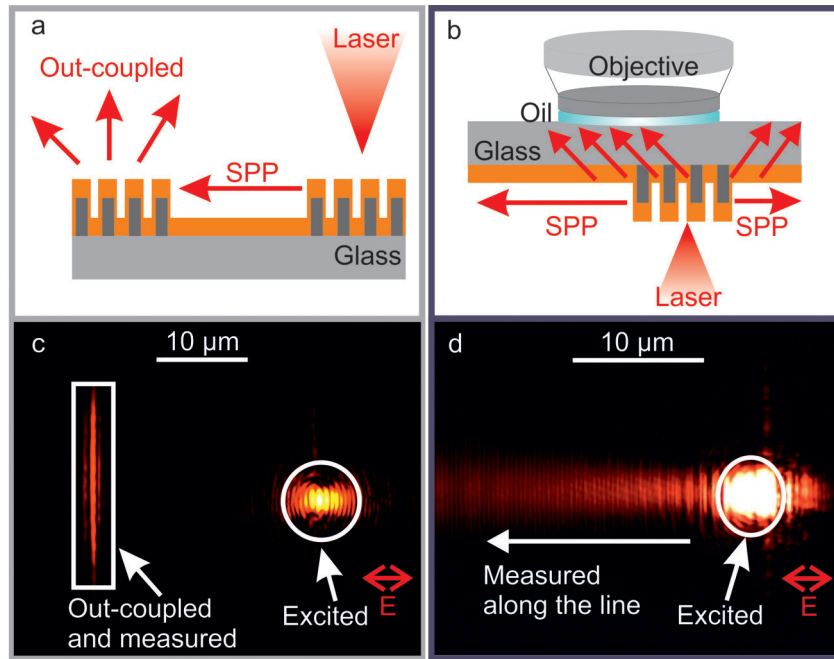 a
Laser
Out-coupled
SPP
Glass
b
Objective
Oil
Glass
SPP
SPP
Laser
c
10 μm
Out-coupled
and measured
Excited
E
d
10 μm
Measured
along the line
Excited
E